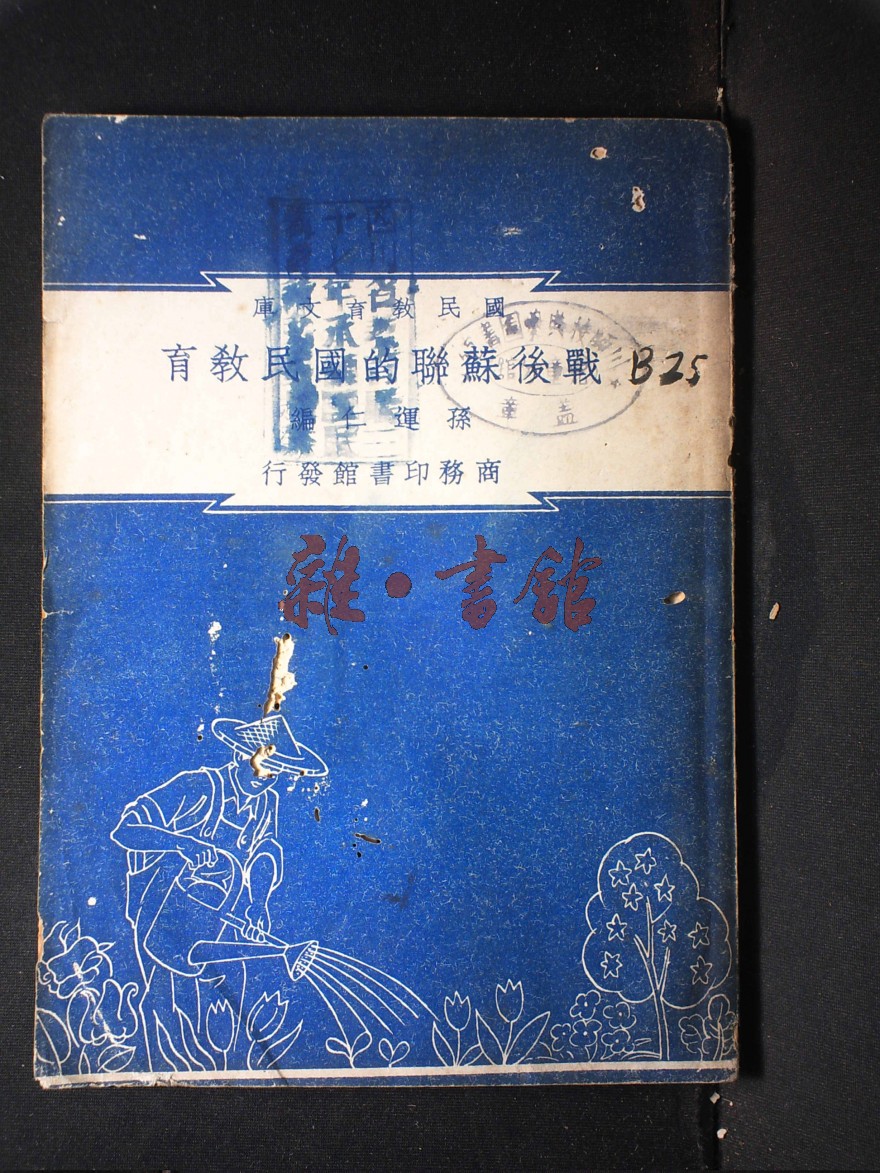 國民教育文庫
戰後蘇聯的國民教育
B25
孫運仁編
商務印書館發行
雜·書館